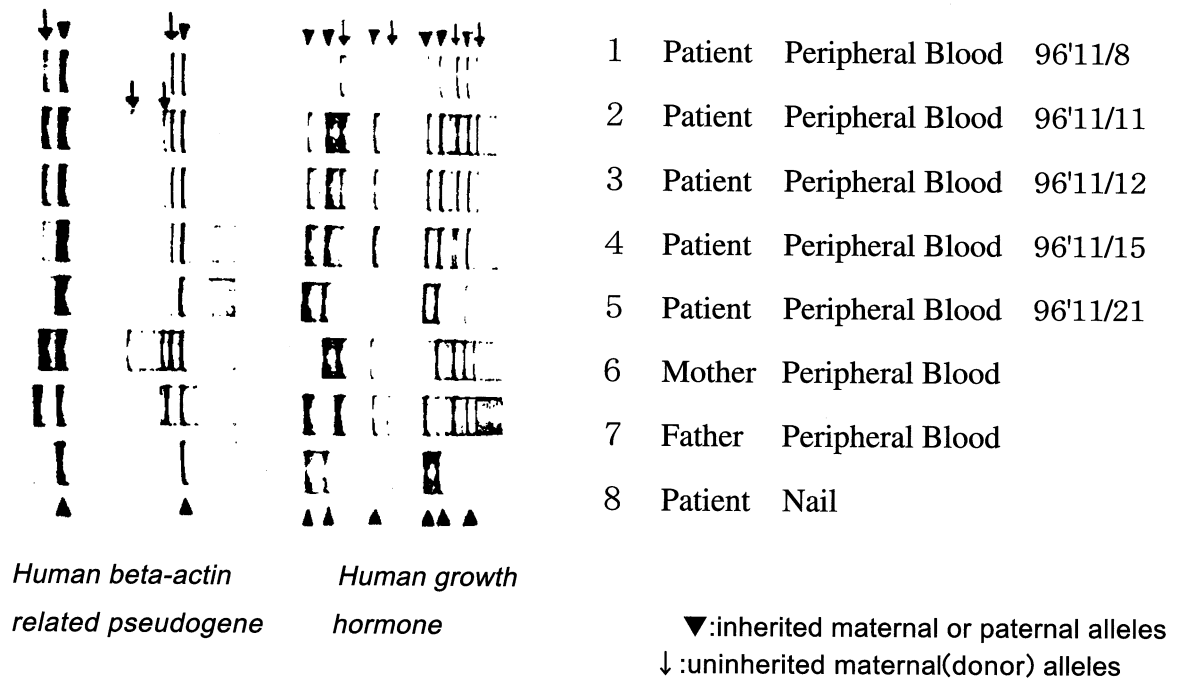 1 Patient Peripheral Blood 96'11/8
2 Patient Peripheral Blood 96'11/11
3 Patient Peripheral Blood 96'11/12
4 Patient Peripheral Blood 96'11/15
5 Patient Peripheral Blood 96'11/21
6 Mother Peripheral Blood
7 Father Peripheral Blood
8 Patient Nail
Human beta-actin
related pseudogene
Human growth
hormone
▼:inherited maternal or paternal alleles
↓:uninherited maternal(donor) alleles